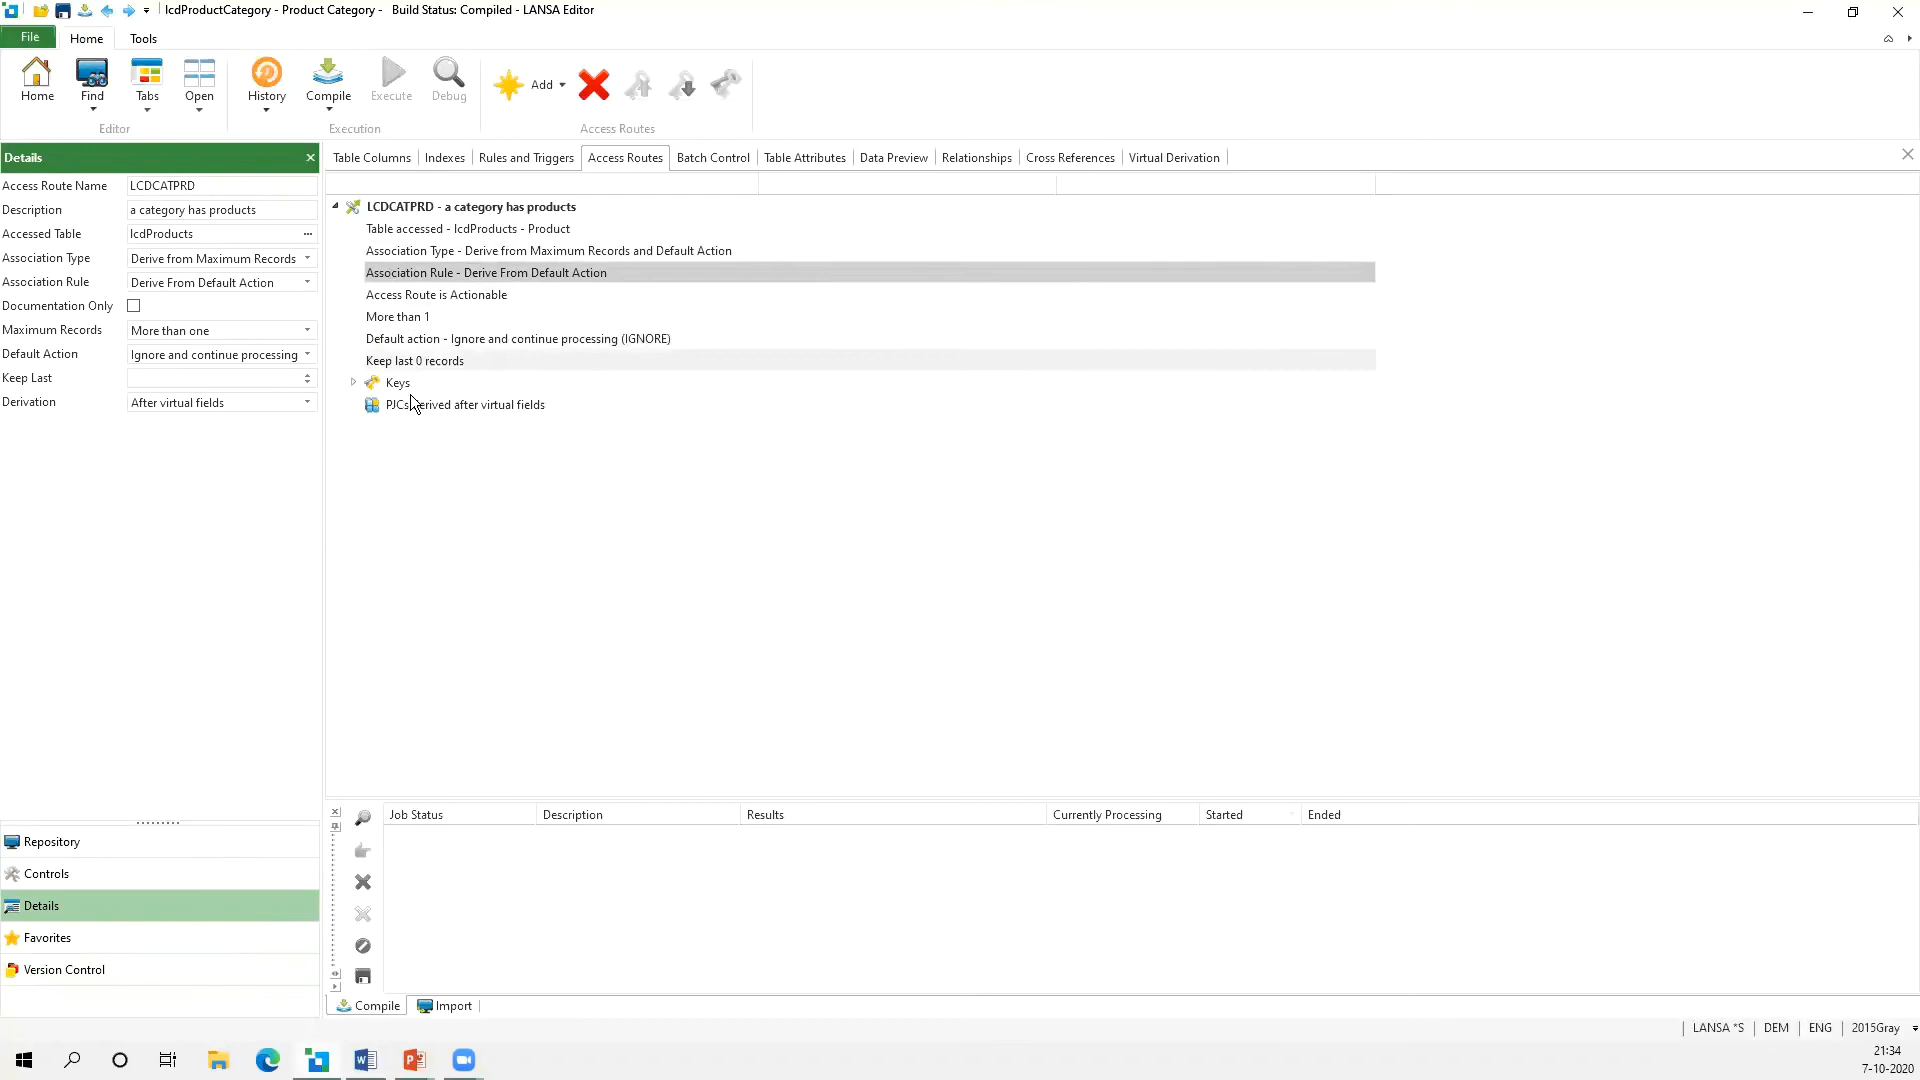 lcdProductCategory - Product Category -   Build Status: Compiled - LANSA Editor
File Home Tools
Home Find Tabs Open History Compile Execute Debug Add
Editor Execution Access Routes
Details
Table Columns Indexes Rules and Triggers Access Routes Batch Control Table Attributes Data Preview Relationships Cross References Virtual Derivation
Access Route Name LCDCATPRD
Description a category has products
Accessed Table lcdProducts ...
Association Type Derive from Maximum Records
Association Rule Derive From Default Action
Documentation Only
Maximum Records More than one
Default Action Ignore and continue processing
Keep Last
Derivation After virtual fields
LCDCATPRD - a category has products
Table accessed - lcdProducts - Product
Association Type - Derive from Maximum Records and Default Action
Association Rule - Derive From Default Action
Access Route is Actionable
More than 1
Default action - Ignore and continue processing (IGNORE)
Keep last 0 records
Keys
PJCs erived after virtual fields
Repository
Controls
Details
Favorites
Version Control
Job Status Description Results Currently Processing Started Ended
Compile Import
LANSA *S DEM ENG 2015Gray
21:34
7-10-2020